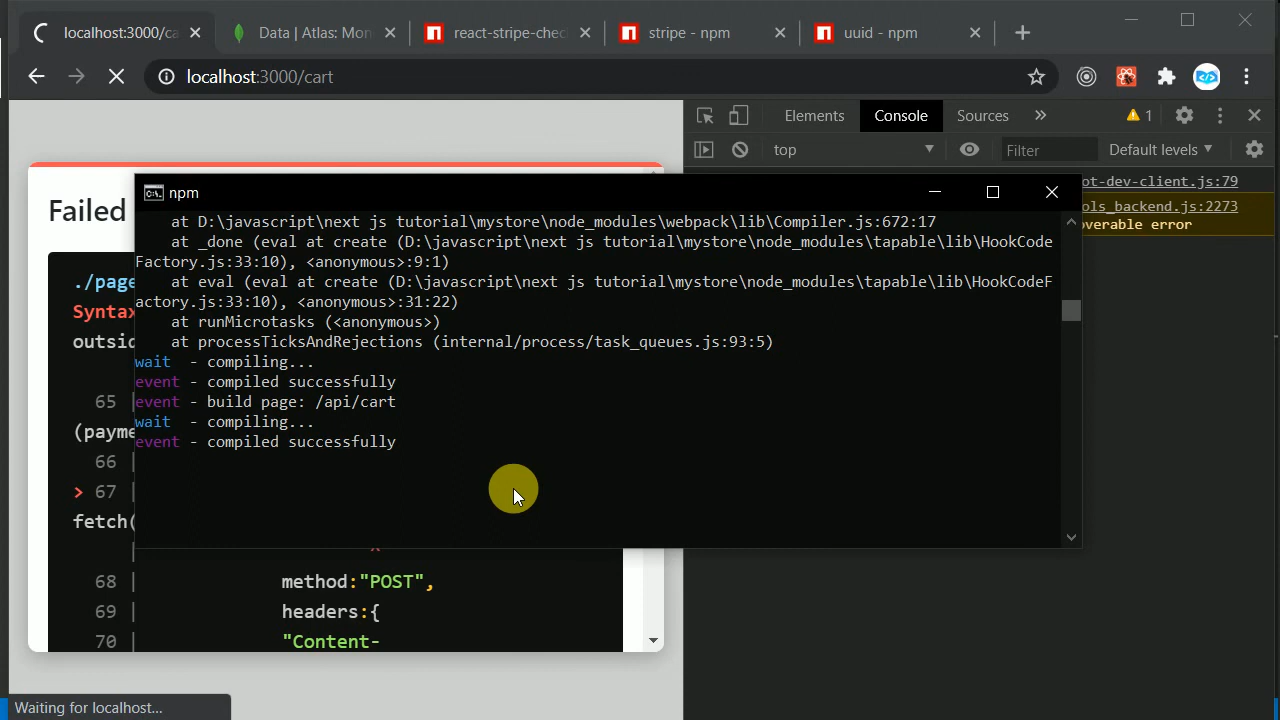 localhost:3000/ca
Data | Atlas: Mon
react-stripe-chec
stripe - npm
uuid - npm
localhost:3000/cart
Elements
Console
Sources
1
top
Filter
Default levels
ot-dev-client.js:79
ols_backend.js:2273
overable error
Failed
./page
Syntax
outsid
65 |
(payme
66 |
> 67 |
fetch(
| ^
68 | method:"POST",
69 | headers:{
70 | "Content-
npm
at D:\javascript\next js tutorial\mystore\node_modules\webpack\lib\Compiler.js:672:17
at _done (eval at create (D:\javascript\next js tutorial\mystore\node_modules\tapable\lib\HookCode
Factory.js:33:10), <anonymous>:9:1)
at eval (eval at create (D:\javascript\next js tutorial\mystore\node_modules\tapable\lib\HookCodeF
actory.js:33:10), <anonymous>:31:22)
at runMicrotasks (<anonymous>)
at processTicksAndRejections (internal/process/task_queues.js:93:5)
wait - compiling...
event - compiled successfully
event - build page: /api/cart
wait - compiling...
event - compiled successfully
Waiting for localhost...